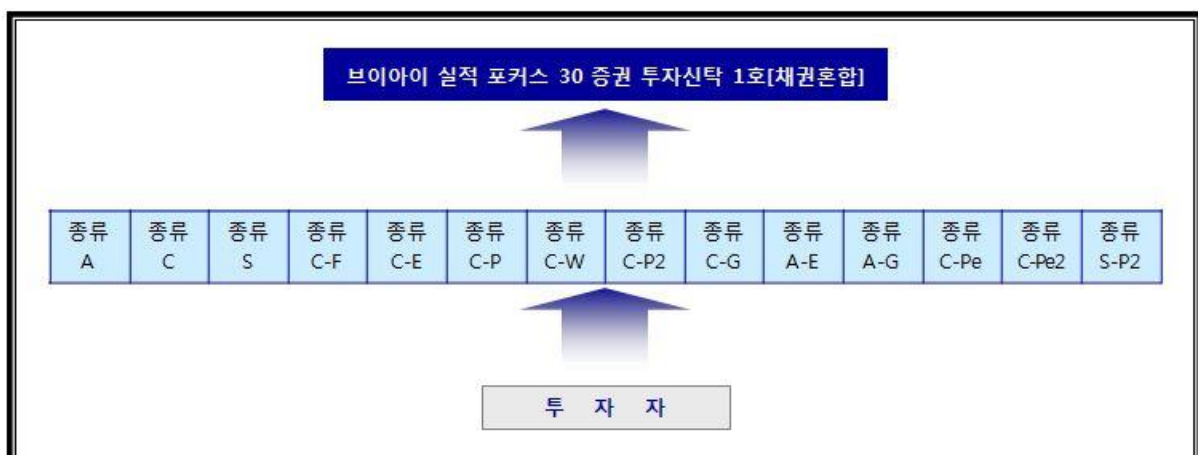 브이아이 실적 포커스 30 증권 투자신탁 1호[채권혼합]
종류 종류 종류 종류 종류 종류 종류 종류 종류 종류 종류 종류 종류 종류
A C S C-F C-E C-P C-W C-P2 C-G A-E A-G C-Pe C-Pe2 S-P2
투 자 자